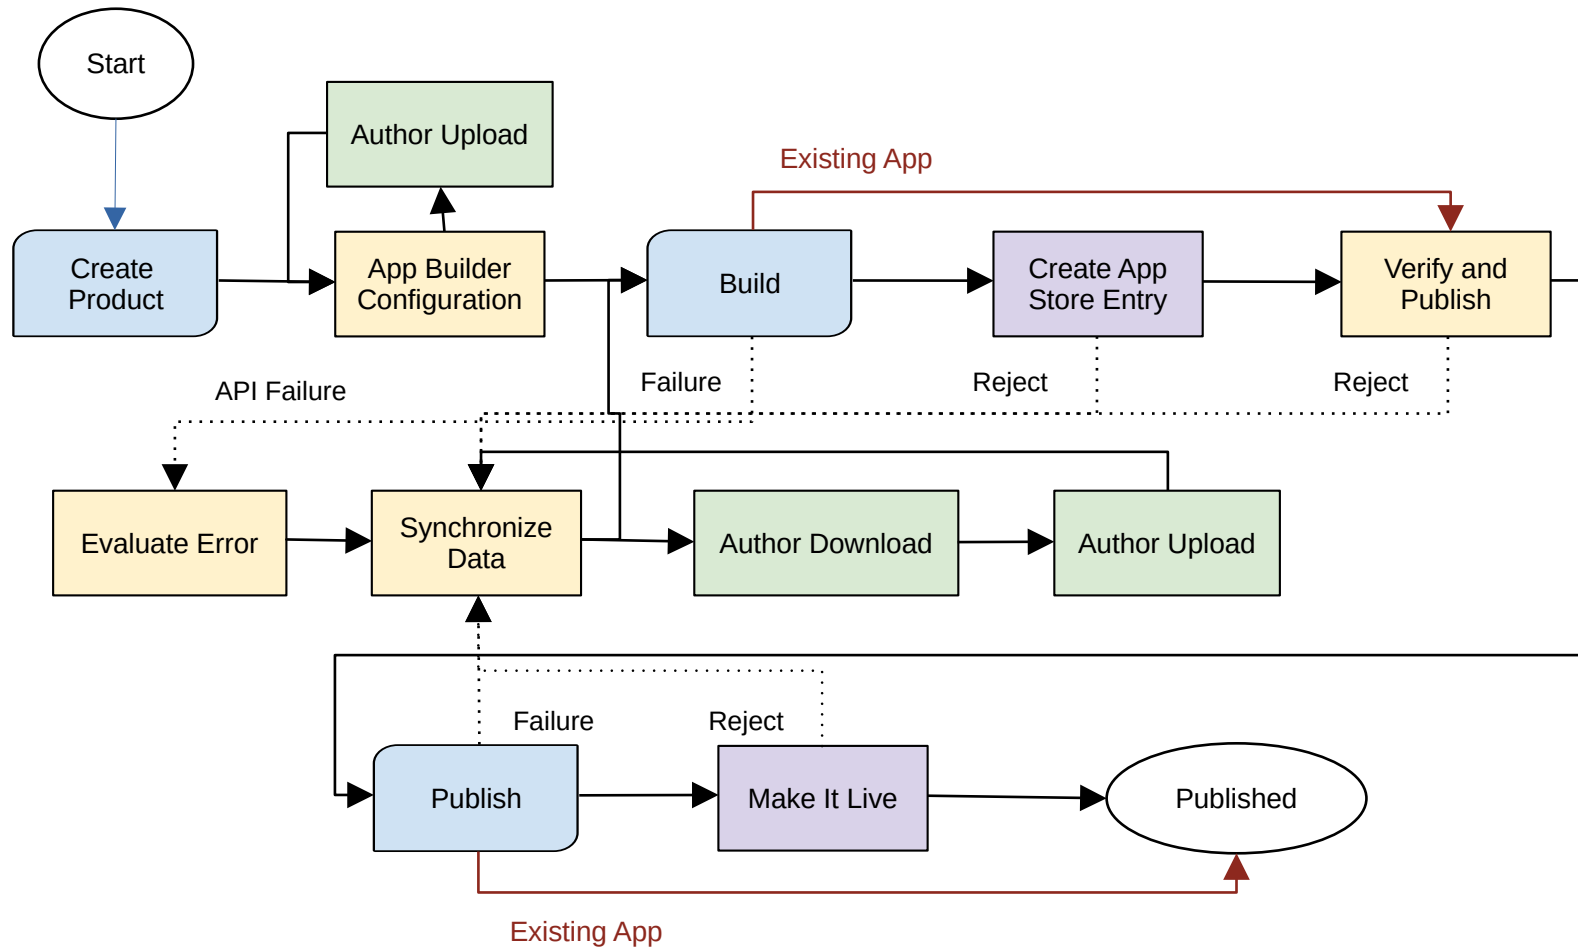 Start
Author Upload
Existing App
Create
Product
App Builder
Configuration
Build
Create App
Store Entry
Verify and
Publish
API Failure
Failure
Reject
Reject
Evaluate Error
Synchronize
Data
Author Download
Author Upload
Failure
Reject
Publish
Make It Live
Published
Existing App